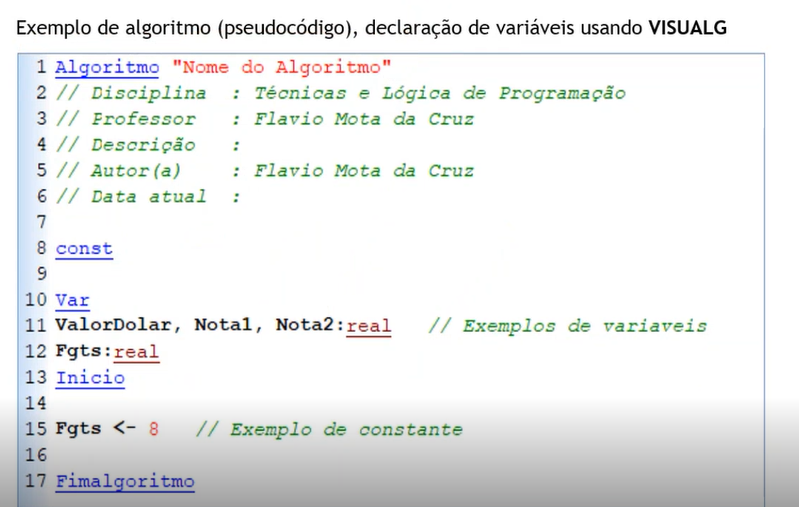 Exemplo de algoritmo (pseudocódigo), declaração de variáveis usando VISUALG
1 Algoritmo "Nome do Algoritmo"
2 // Disciplina : Técnicas e Lógica de Programação
3 // Professor : Flavio Mota da Cruz
4 // Descrição :
5 // Autor(a) : Flavio Mota da Cruz
6 // Data atual :
7
8 const
9
10 Var
11 ValorDolar, Nota1, Nota2:real // Exemplos de variaveis
12 Fgts:real
13 Inicio
14
15 Fgts <- 8 // Exemplo de constante
16
17 Fimalgoritmo